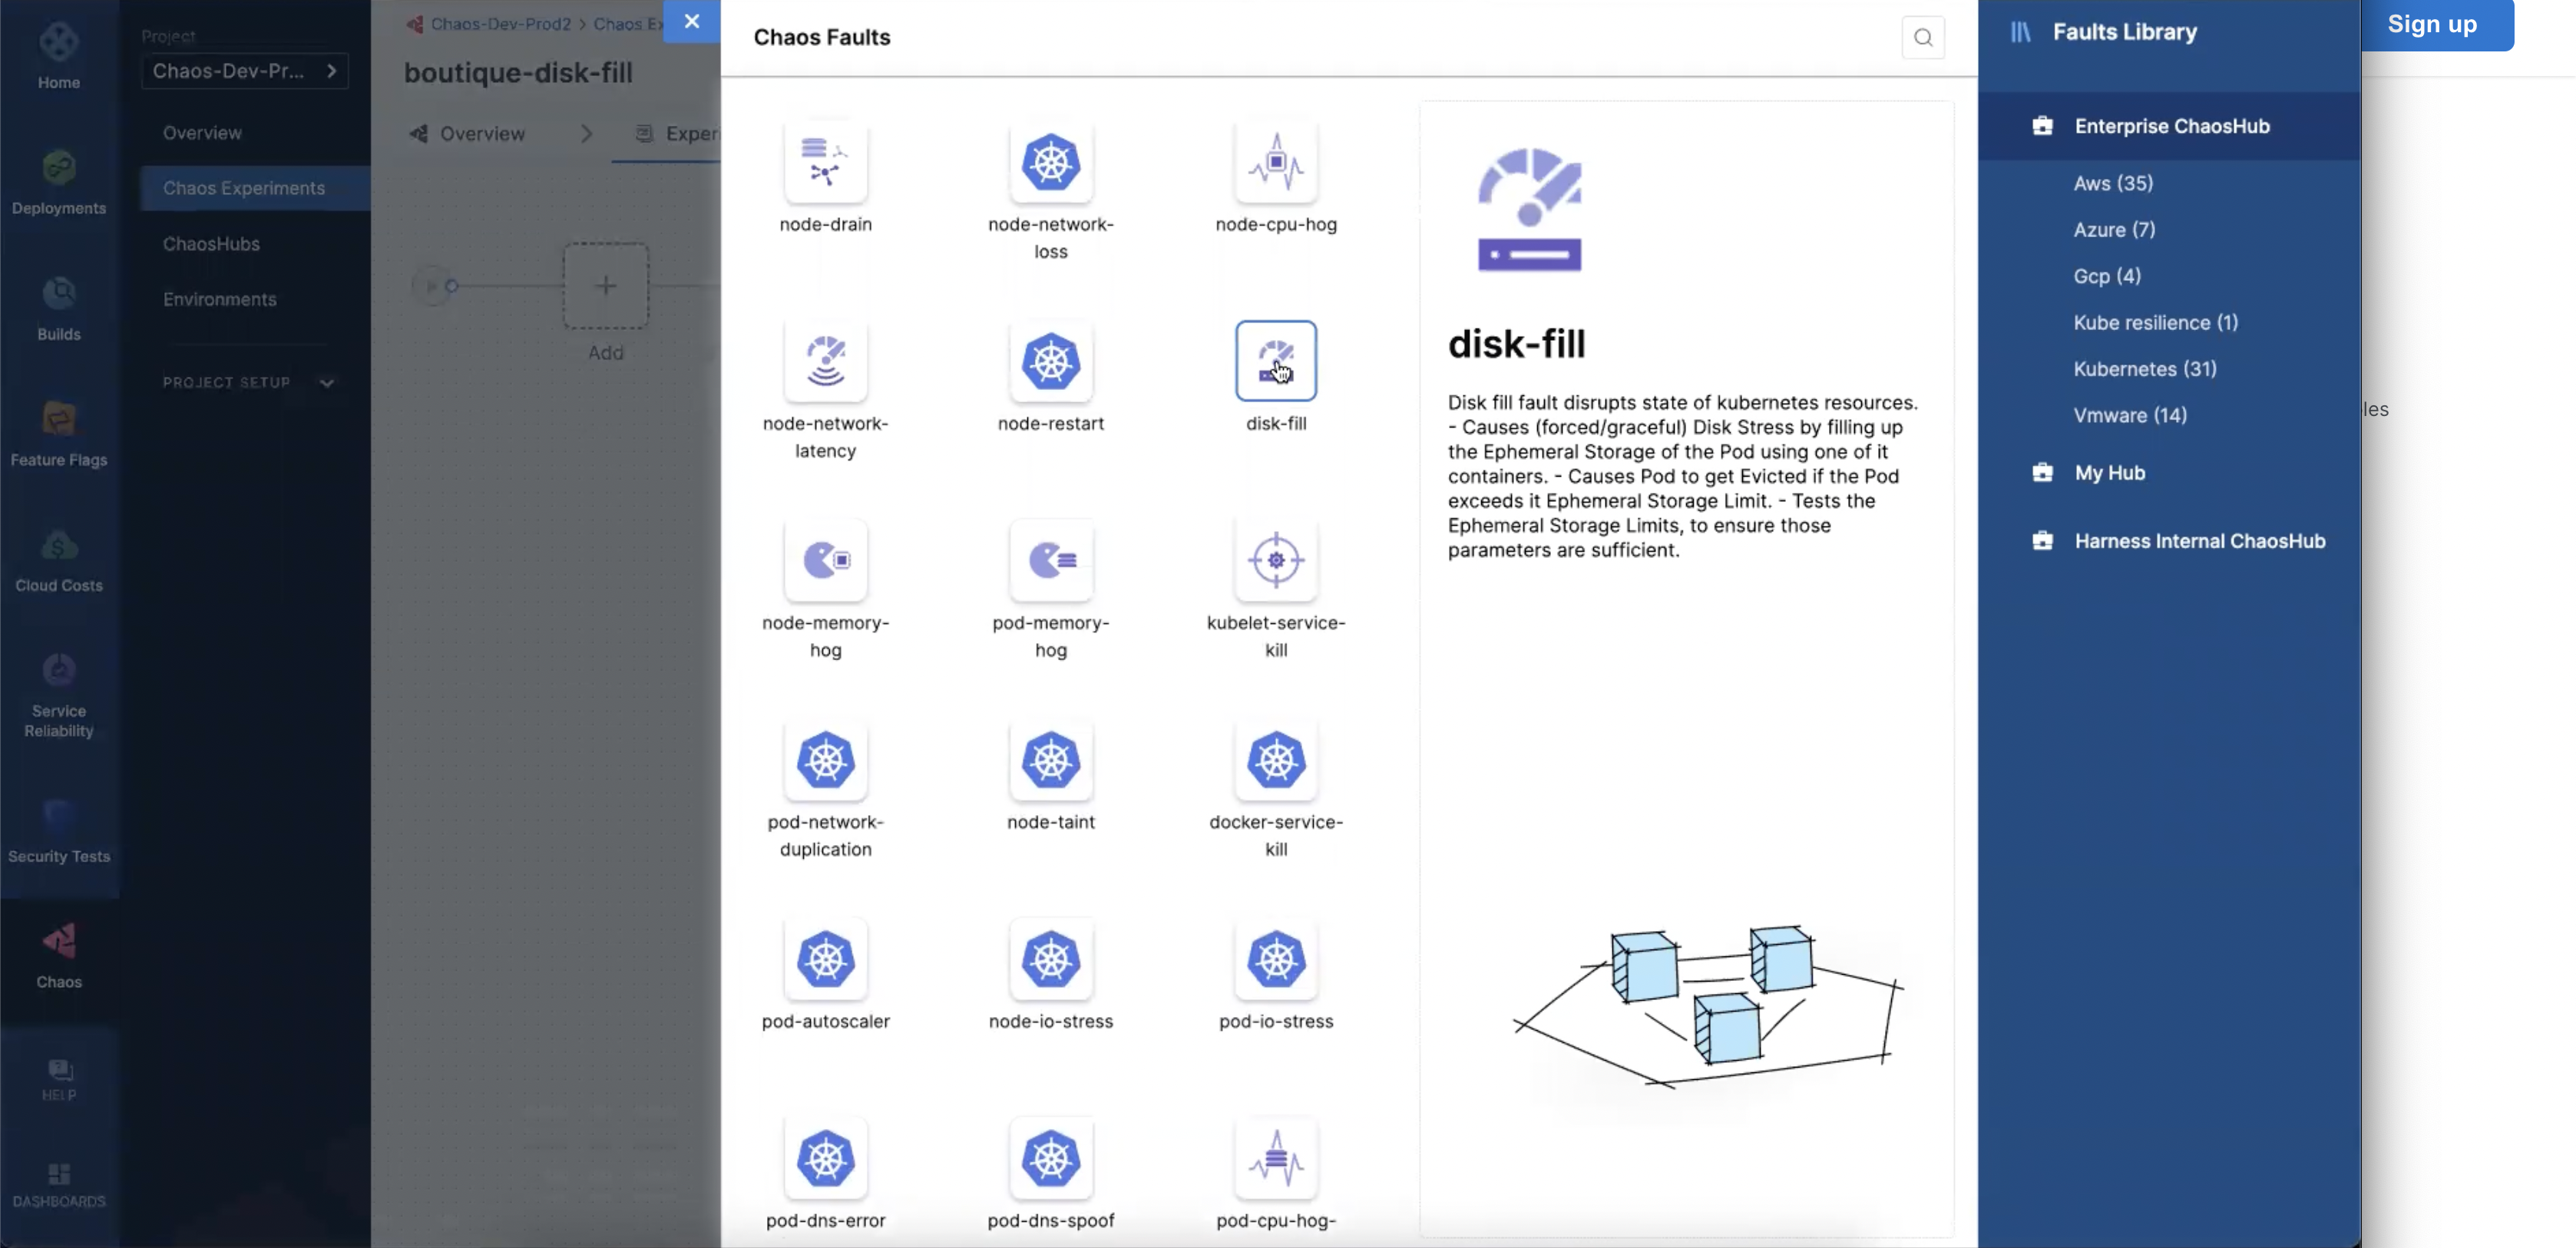 Home
Deployments
Builds
Feature Flags
Cloud Costs
Service
Reliability
Security Tests
Chaos
HELP
DASHBOARDS
Project
Chaos-Dev-Pr...
Overview
Chaos Experiments
ChaosHubs
Environments
PROJECT SETUP
Chaos-Dev-Prod2 > Chaos Ex
boutique-disk-fill
Overview
Exper
Add
Chaos Faults
node-drain
node-network-
loss
node-cpu-hog
node-network-
latency
node-restart
disk-fill
node-memory-
hog
pod-memory-
hog
kubelet-service-
kill
pod-network-
duplication
node-taint
docker-service-
kill
pod-autoscaler
node-io-stress
pod-io-stress
pod-dns-error
pod-dns-spoof
pod-cpu-hog-
disk-fill
Disk fill fault disrupts state of kubernetes resources.
- Causes (forced/graceful) Disk Stress by filling up
the Ephemeral Storage of the Pod using one of it
containers. - Causes Pod to get Evicted if the Pod
exceeds it Ephemeral Storage Limit. - Tests the
Ephemeral Storage Limits, to ensure those
parameters are sufficient.
Faults Library
Enterprise ChaosHub
Aws (35)
Azure (7)
Gcp (4)
Kube resilience (1)
Kubernetes (31)
Vmware (14)
My Hub
Harness Internal ChaosHub
Sign up
les